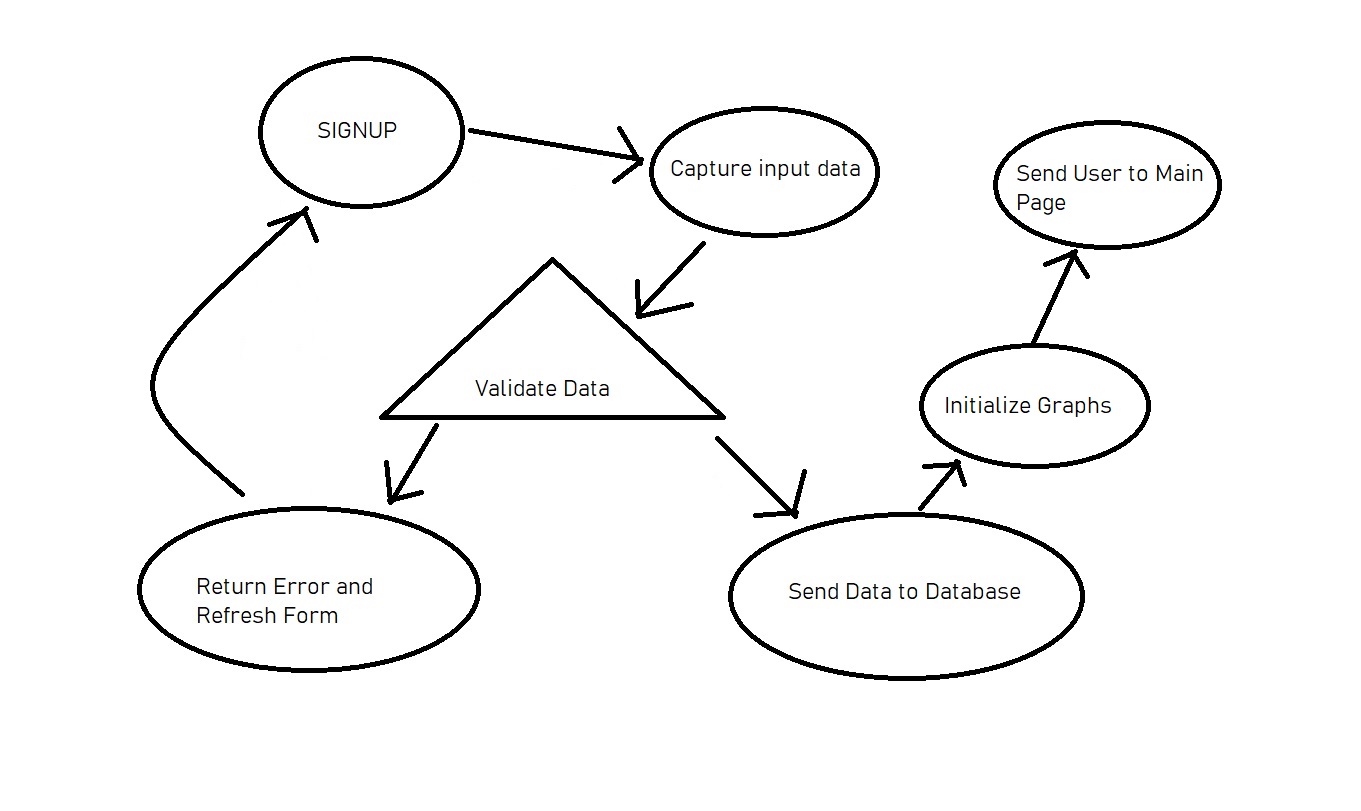 SIGNUP
Capture input data
Send User to Main
Page
Validate Data
Initialize Graphs
Return Error and
Refresh Form
Send Data to Database